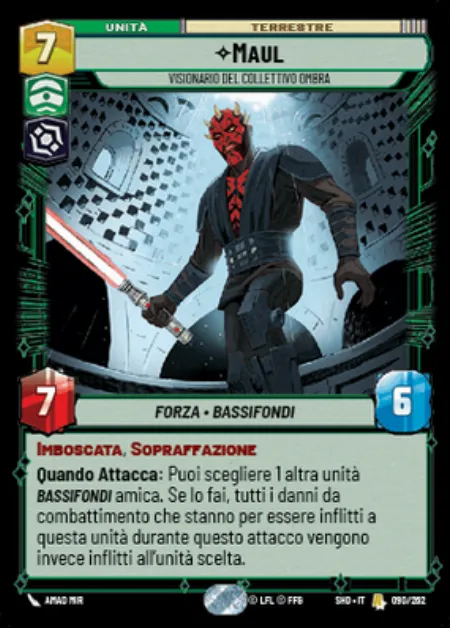 7
UNITÀ
TERRESTRE
MAUL
VISIONARIO DEL COLLETTIVO OMBRA
7
FORZA • BASSIFONDI
6
IMBOSCATA, SOPRAFFAZIONE
Quando Attacca: Puoi scegliere 1 altra unità
BASSIFONDI amica. Se lo fai, tutti i danni da
combattimento che stanno per essere inflitti a
questa unità durante questo attacco vengono
invece inflitti all'unità scelta.
AMAD MIR
© LFL © FFG
SHD • IT
090/262